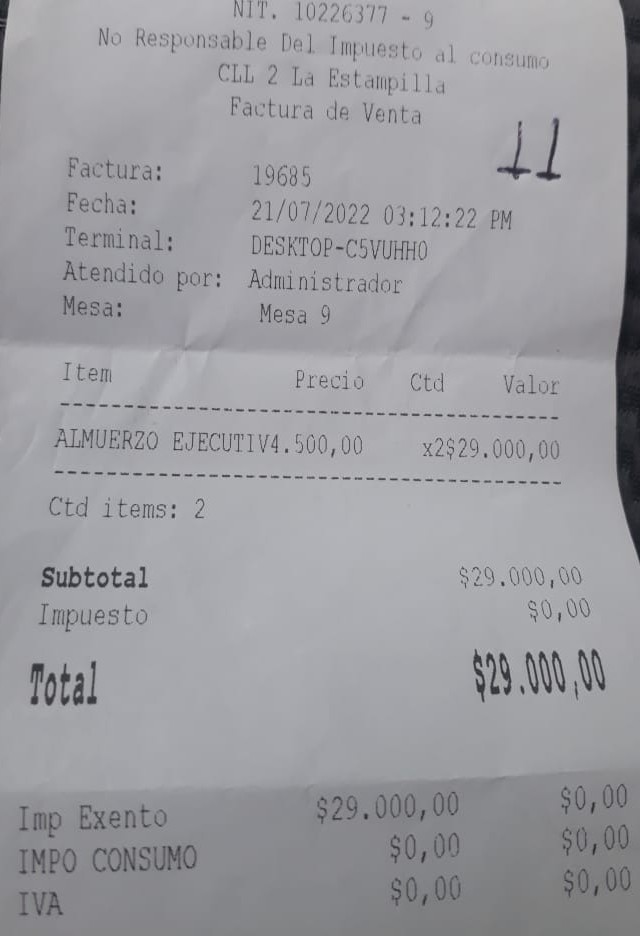 NIT. 10226377 - 9
No Responsable Del Impuesto al consumo
CLL 2 La Estampilla
Factura de Venta
11
Factura: 19685
Fecha: 21/07/2022 03:12:22 PM
Terminal: DESKTOP-C5VUHHO
Atendido por: Administrador
Mesa: Mesa 9
Item Precio Ctd Valor
ALMUERZO EJECUTIV4.500,00 x2$29.000,00
Ctd items: 2
Subtotal $29.000,00
Impuesto $0,00
Total $29.000,00
Imp Exento $29.000,00 $0,00
IMPO CONSUMO $0,00 $0,00
IVA $0,00 $0,00